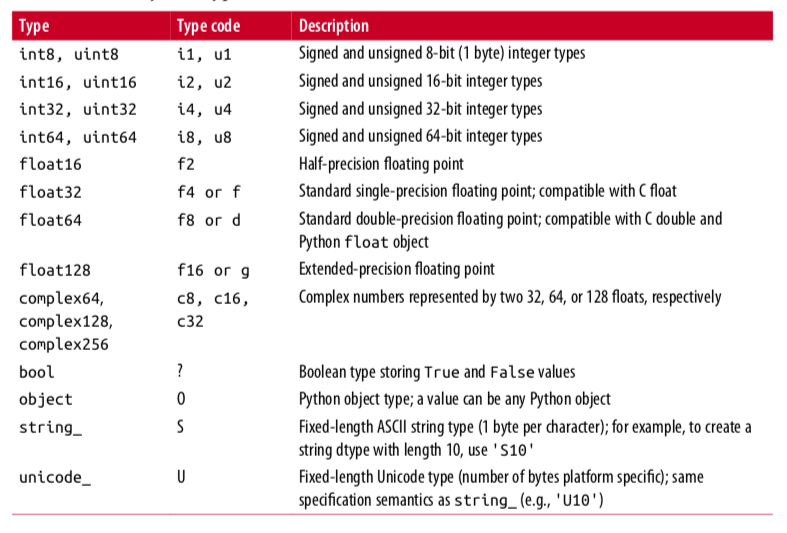 Type Type code Description
int8, uint8 i1, u1 Signed and unsigned 8-bit (1 byte) integer types
int16, uint16 i2, u2 Signed and unsigned 16-bit integer types
int32, uint32 i4, u4 Signed and unsigned 32-bit integer types
int64, uint64 i8, u8 Signed and unsigned 64-bit integer types
float16 f2 Half-precision floating point
float32 f4 or f Standard single-precision floating point; compatible with C float
float64 f8 or d Standard double-precision floating point; compatible with C double and
Python float object
float128 f16 or g Extended-precision floating point
complex64, c8, c16, Complex numbers represented by two 32, 64, or 128 floats, respectively
complex128, c32
complex256
bool ? Boolean type storing True and False values
object O Python object type; a value can be any Python object
string_ S Fixed-length ASCII string type (1 byte per character); for example, to create a
string dtype with length 10, use 'S10'
unicode_ U Fixed-length Unicode type (number of bytes platform specific); same
specification semantics as string_ (e.g., 'U10')